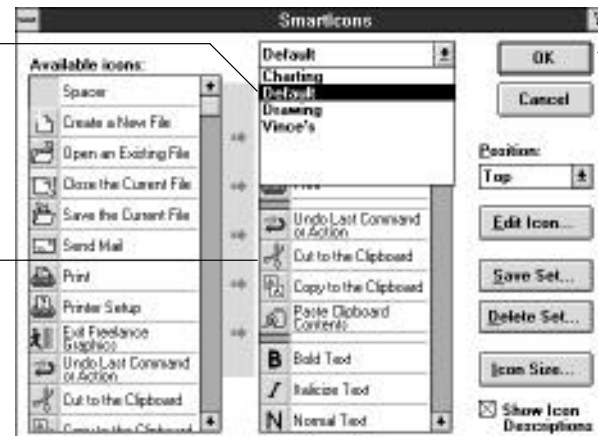 SmartIcons
Available icons:
Spacer
Create a New File
Open an Existing File
Close the Current File
Save the Current File
Send Mail
Print
Printer Setup
Exit Freelance
Graphics
Undo Last Command
or Action
Cut to the Clipboard
Copy to the Clipboard
Default
Charting
Default
Drawing
Vince's
Print
Undo Last Command
or Action
Cut to the Clipboard
Copy to the Clipboard
Paste Clipboard
Contents
B Bold Text
I Italicize Text
N Normal Text
OK
Cancel
Position:
Top
Edit Icon...
Save Set...
Delete Set...
Icon Size...
Show Icon
Descriptions